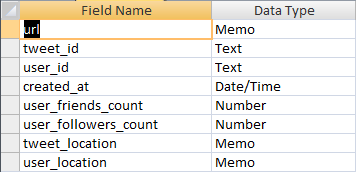 Field Name Data Type
url Memo
tweet_id Text
user_id Text
created_at Date/Time
user_friends_count Number
user_followers_count Number
tweet_location Memo
user_location Memo